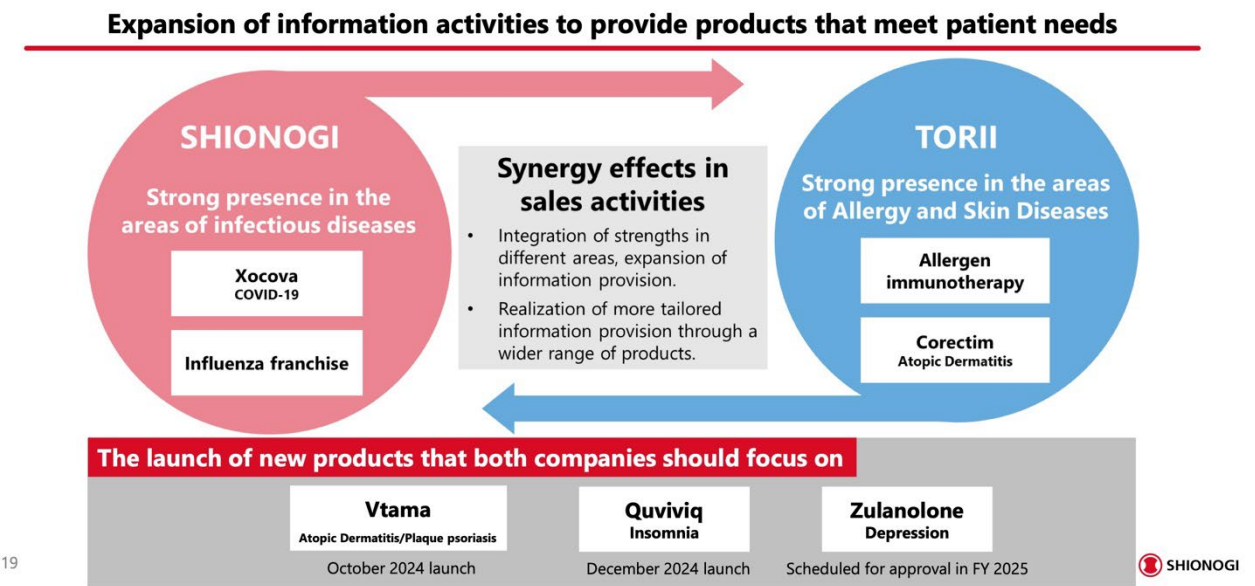 Expansion of information activities to provide products that meet patient needs
SHIONOGI
Strong presence in the
areas of infectious diseases
Xocova
COVID-19
Influenza franchise
Synergy effects in
sales activities
• Integration of strengths in
different areas, expansion of
information provision.
• Realization of more tailored
information provision through a
wider range of products.
TORII
Strong presence in the areas
of Allergy and Skin Diseases
Allergen
immunotherapy
Corectim
Atopic Dermatitis
The launch of new products that both companies should focus on
Vtama
Atopic Dermatitis/Plaque psoriasis
October 2024 launch
Quviviq
Insomnia
December 2024 launch
Zulanolone
Depression
Scheduled for approval in FY 2025
19
SHIONOGI